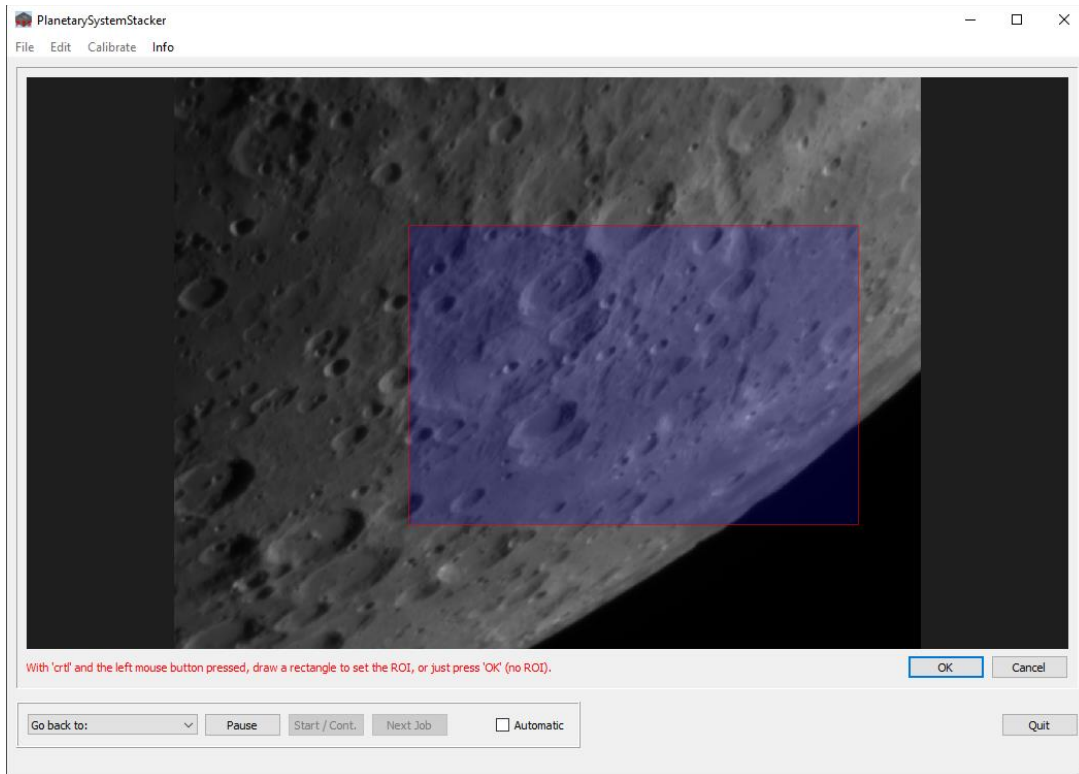 PlanetarySystemStacker
File Edit Calibrate Info
With 'crtl' and the left mouse button pressed, draw a rectangle to set the ROI, or just press 'OK' (no ROI).
OK Cancel
Go back to: Pause Start / Cont. Next Job Automatic Quit